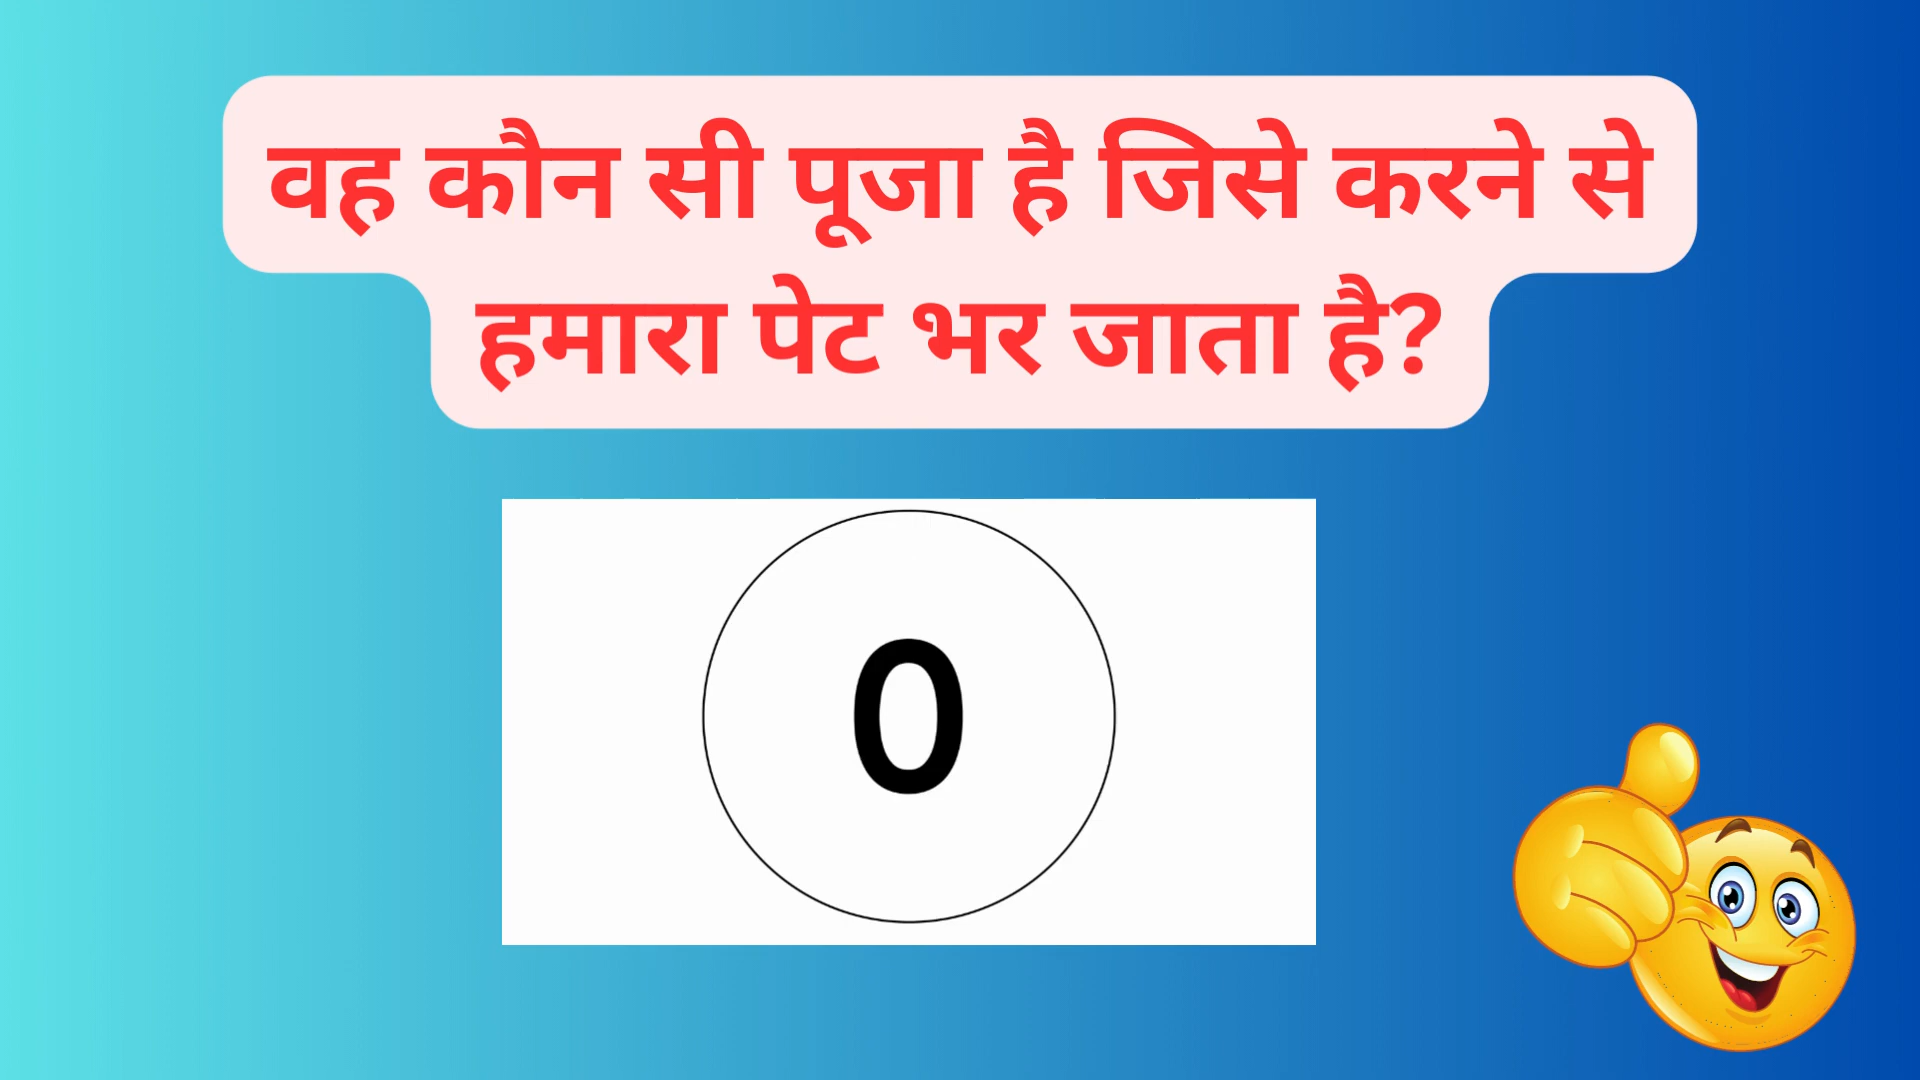 वह कौन सी पूजा है जिसे करने से
हमारा पेट भर जाता है?
0